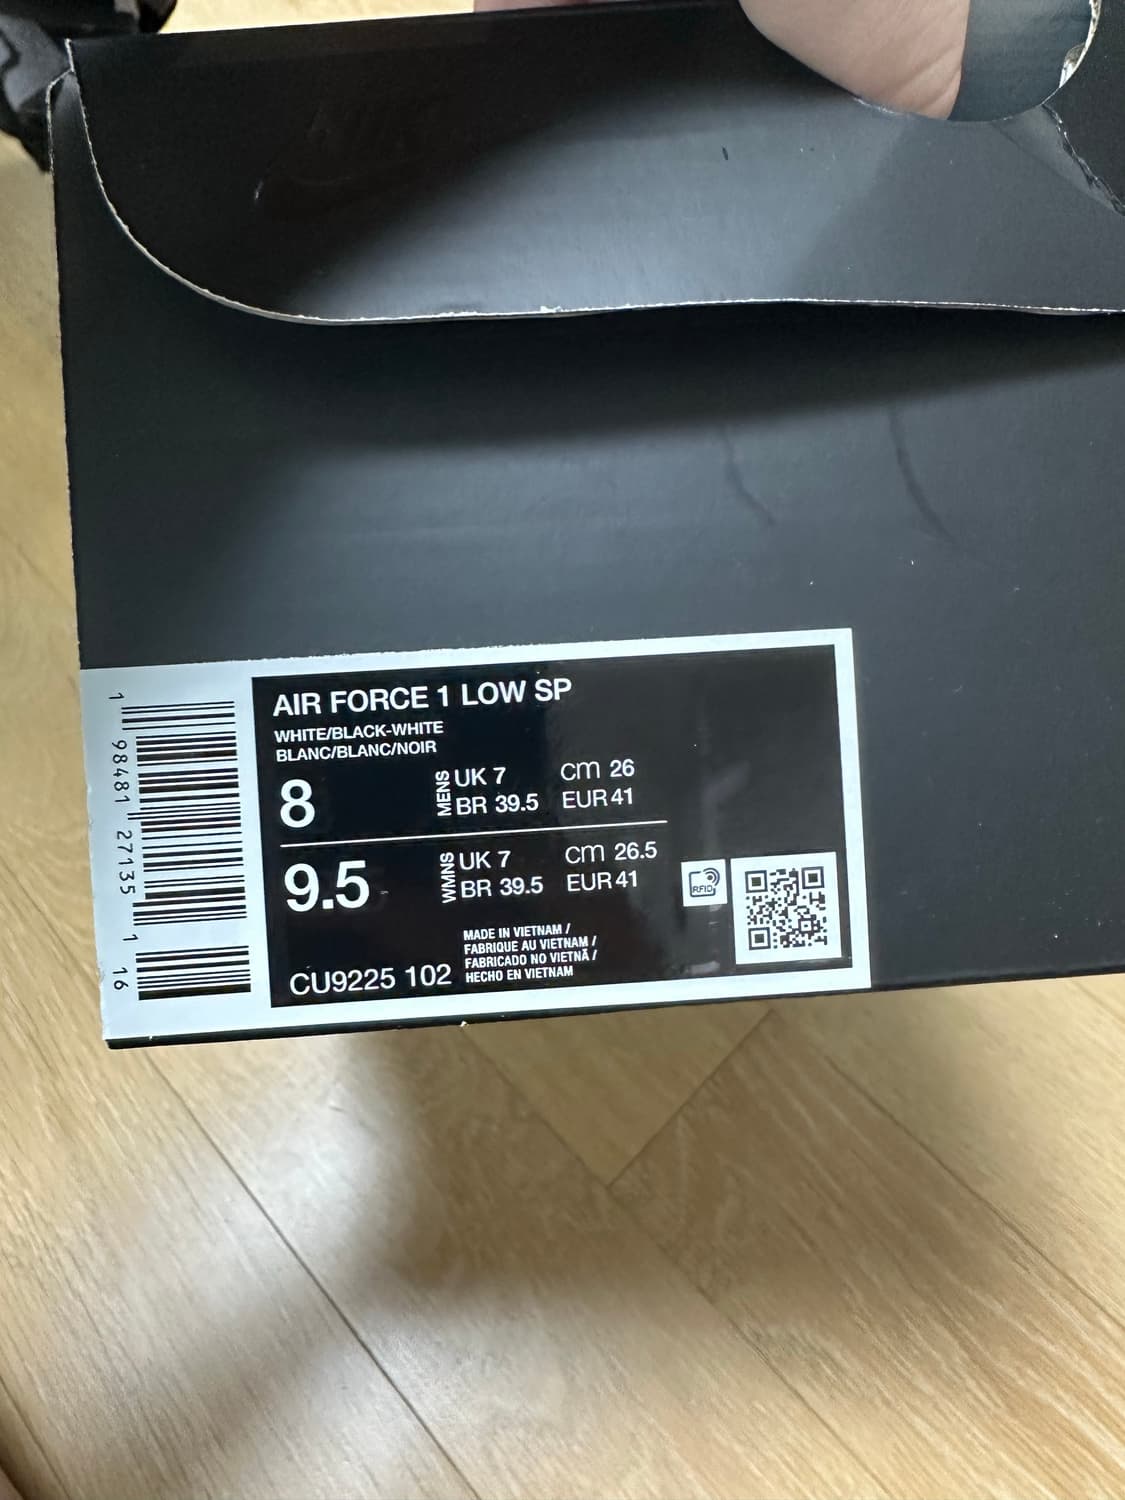 AIR FORCE 1 LOW SP
WHITE/BLACK-WHITE
BLANC/BLANC/NOIR
8
MENS
UK 7
cm 26
BR 39.5
EUR 41
9.5
WMNS
UK 7
cm 26.5
BR 39.5
EUR 41
RFID
MADE IN VIETNAM /
FABRIQUE AU VIETNAM /
FABRICADO NO VIETNÃ /
HECHO EN VIETNAM
CU9225 102
1 98481 27135 1 16